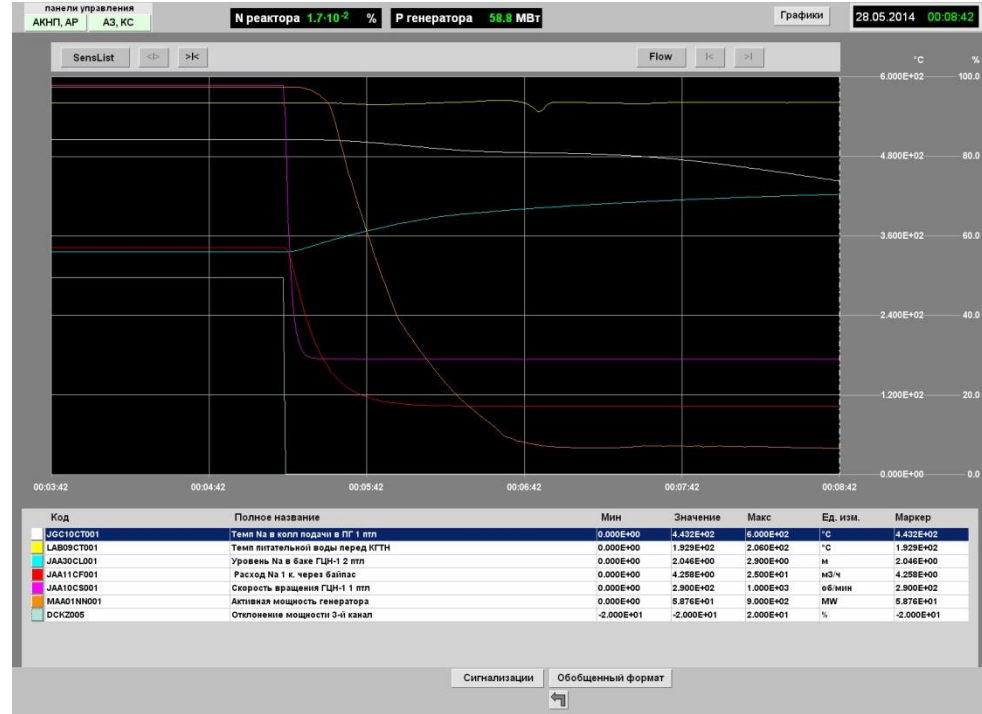 панели управления
АКНП, АР АЗ, КС
N реактора 1.7·10⁻² % Р генератора 58.8 МВт
Графики
28.05.2014 00:08:42
SensList <|> >|< Flow |< >|
°C %
6.000E+02 100.0
4.800E+02 80.0
3.600E+02 60.0
2.400E+02 40.0
1.200E+02 20.0
0.000E+00 0.0
00:03:42 00:04:42 00:05:42 00:06:42 00:07:42 00:08:42
Код Полное название Мин Значение Макс Ед. изм. Маркер
JGC10CT001 Темп Na в колл подачи в ПГ 1 птл 0.000E+00 4.432E+02 6.000E+02 °C 4.432E+02
LAB09CT001 Темп питательной воды перед КГТН 0.000E+00 1.929E+02 2.060E+02 °C 1.929E+02
JAA30CL001 Уровень Na в баке ГЦН-1 2 птл 0.000E+00 2.046E+00 2.900E+00 м 2.046E+00
JAA11CF001 Расход Na 1 к. через байпас 0.000E+00 4.258E+00 2.500E+01 м3/ч 4.258E+00
JAA10CS001 Скорость вращения ГЦН-1 1 птл 0.000E+00 2.900E+02 1.000E+03 об/мин 2.900E+02
MAA01NN001 Активная мощность генератора 0.000E+00 5.876E+01 9.000E+02 MW 5.876E+01
DCKZ005 Отклонение мощности 3-й канал -2.000E+01 -2.000E+01 2.000E+01 % -2.000E+01
Сигнализации Обобщенный формат